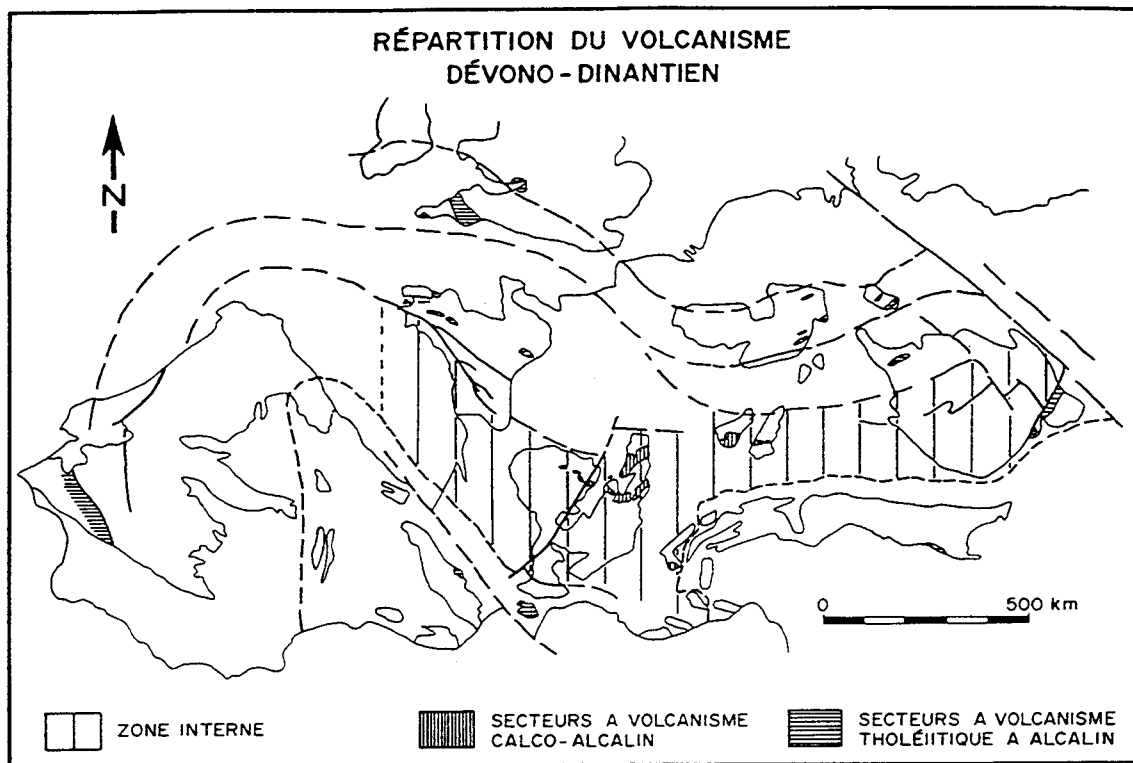 RÉPARTITION DU VOLCANISME
DÉVONO-DINANTIEN
N
0 500 km
ZONE INTERNE
SECTEURS A VOLCANISME
CALCO-ALCALIN
SECTEURS A VOLCANISME
THOLÉIITIQUE A ALCALIN